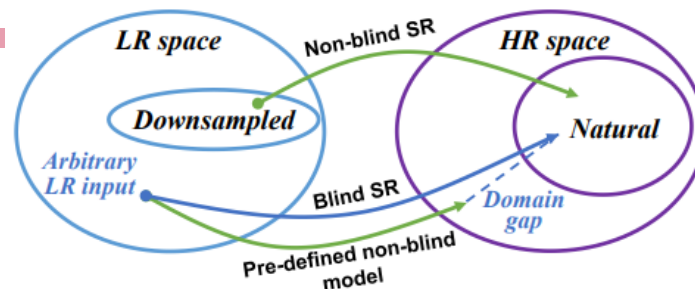 LR space
Non-blind SR
HR space
Downsampled
Natural
Arbitrary
LR input
Blind SR
Domain
gap
Pre-defined non-blind
model